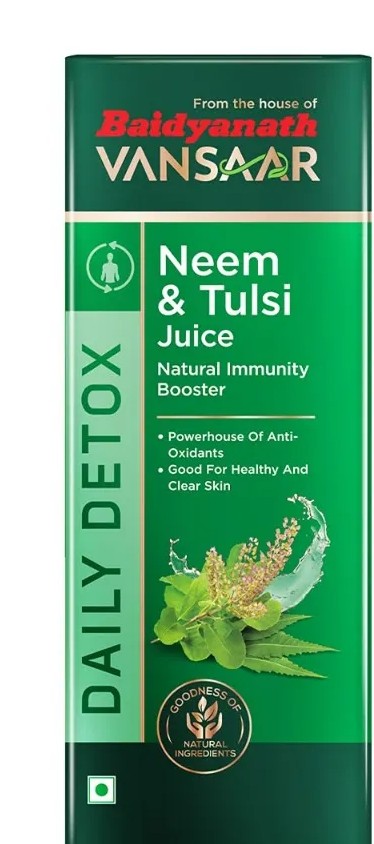 From the house of
Baidyanath
VANSAAR
Neem
& Tulsi
Juice
Natural Immunity
Booster
• Powerhouse Of Anti-
Oxidants
• Good For Healthy And
Clear Skin
DAILY DETOX
GOODNESS OF
NATURAL
INGREDIENTS